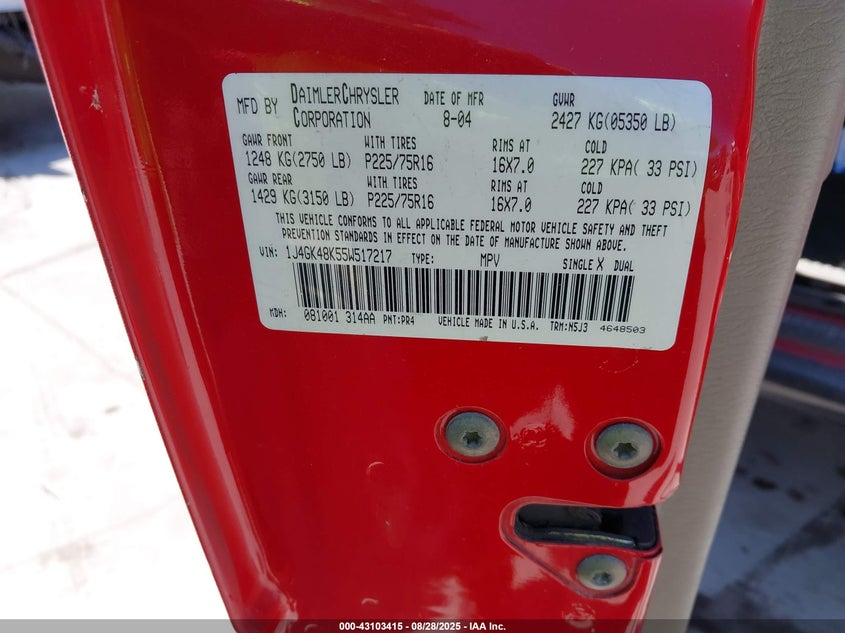 MFD BY DAIMLERCHRYSLER CORPORATION DATE OF MFR 8-04 GVWR 2427 KG(05350 LB)
GAWR FRONT WITH TIRES RIMS AT COLD
1248 KG(2750 LB) P225/75R16 16X7.0 227 KPA( 33 PSI)
GAWR REAR WITH TIRES RIMS AT COLD
1429 KG(3150 LB) P225/75R16 16X7.0 227 KPA( 33 PSI)
THIS VEHICLE CONFORMS TO ALL APPLICABLE FEDERAL MOTOR VEHICLE SAFETY AND THEFT
PREVENTION STANDARDS IN EFFECT ON THE DATE OF MANUFACTURE SHOWN ABOVE.
VIN: 1J4GK48K55W517217 TYPE: MPV SINGLE X DUAL
MDH: 081001 314AA PNT:PR4 VEHICLE MADE IN U.S.A. TRM:N5J3 4648503
000-43103415 - 08/28/2025 - IAA Inc.